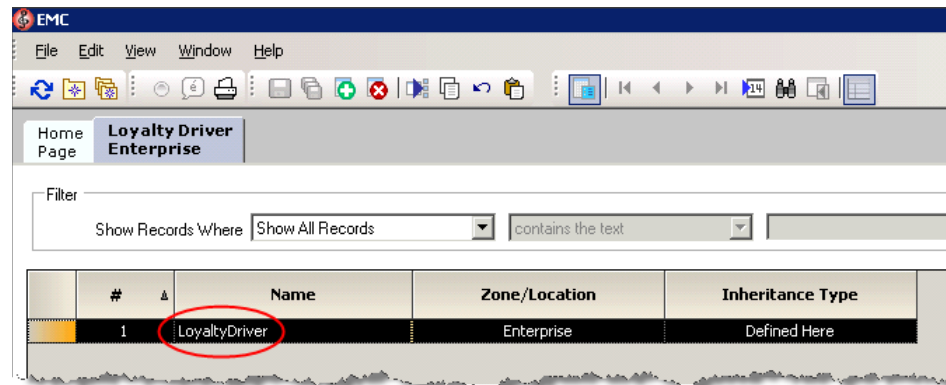 EMC
File Edit View Window Help
14
Home Page
Loyalty Driver Enterprise
Filter
Show Records Where Show All Records contains the text
# Name Zone/Location Inheritance Type
1 LoyaltyDriver Enterprise Defined Here